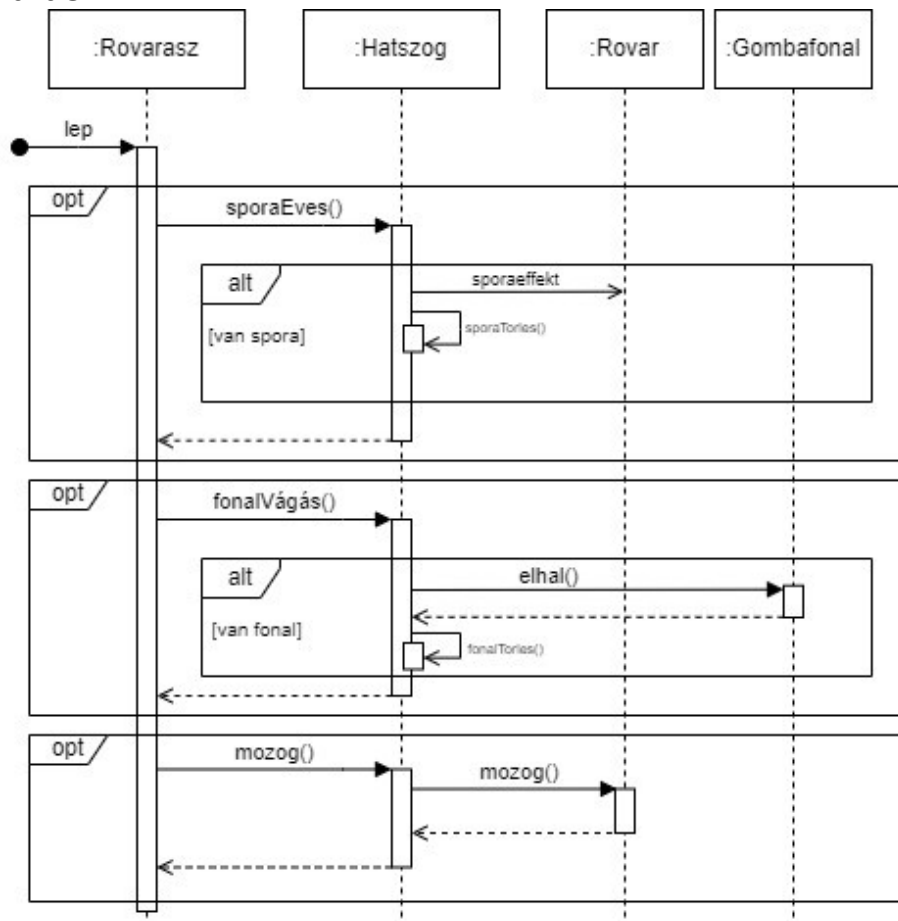 :Rovarasz
:Hatszog
:Rovar
:Gombafonal
lep
opt
sporaEves()
alt
sporaeffekt
[van spora]
sporaTorles()
opt
fonalVágás()
alt
elhal()
[van fonal]
fonalTorles()
opt
mozog()
mozog()